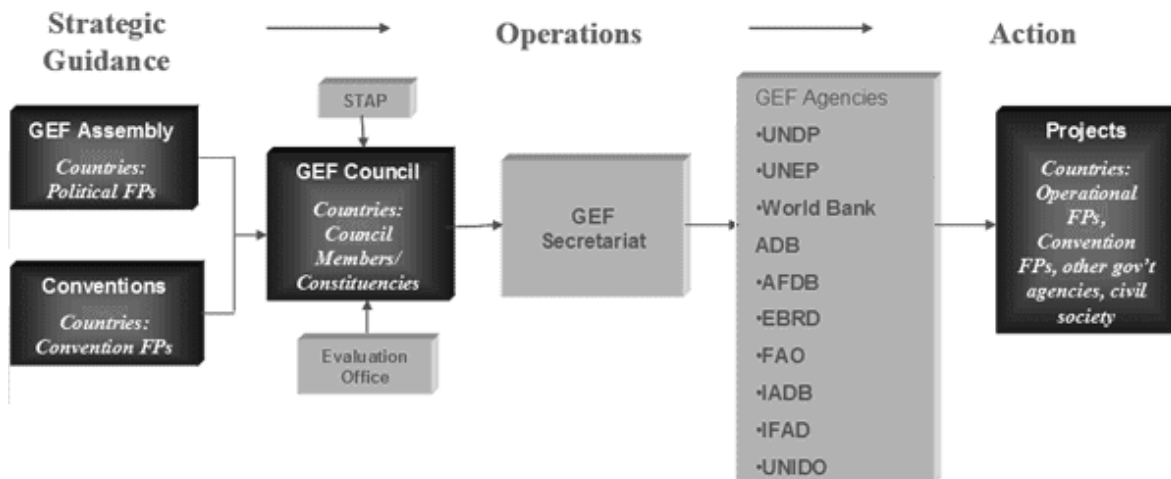 Strategic
Guidance
Operations
Action
GEF Assembly
Countries:
Political FPs
Conventions
Countries:
Convention FPs
STAP
GEF Council
Countries:
Council
Members/
Constituencies
Evaluation
Office
GEF
Secretariat
GEF Agencies
•UNDP
•UNEP
•World Bank
ADB
•AFDB
•EBRD
•FAO
•IADB
•IFAD
•UNIDO
Projects
Countries:
Operational
FPs,
Convention
FPs, other gov't
agencies, civil
society